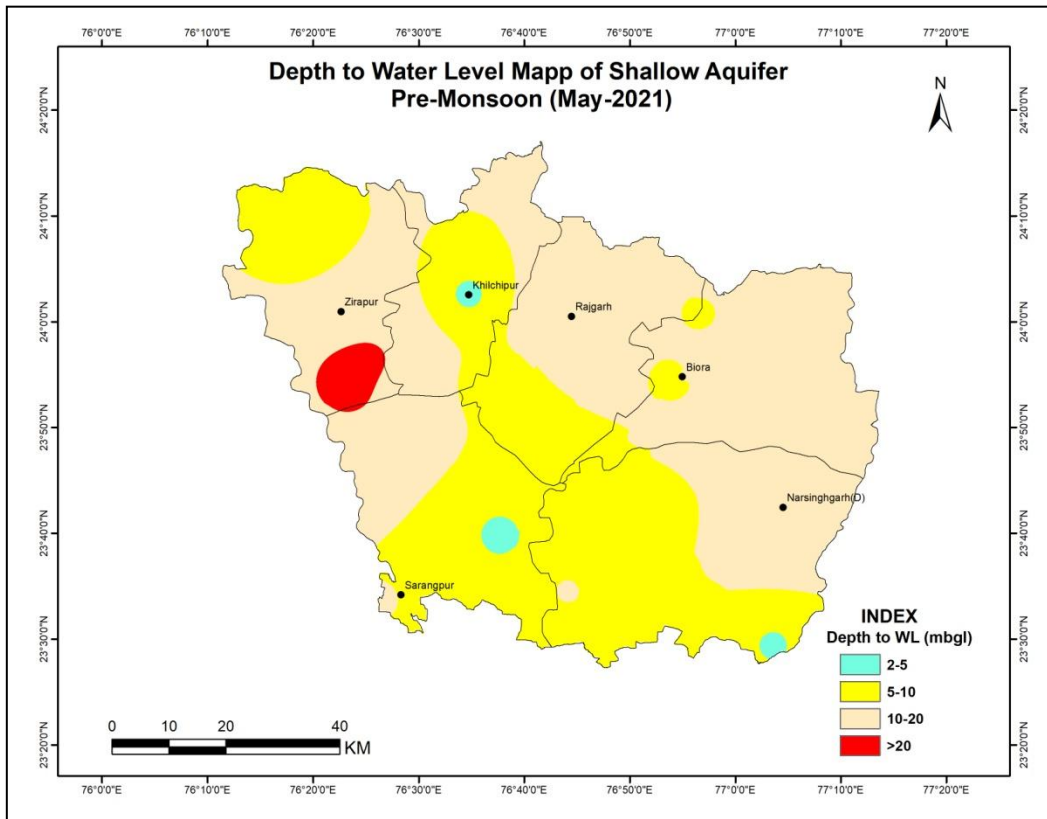 76°0'0"E 76°10'0"E 76°20'0"E 76°30'0"E 76°40'0"E 76°50'0"E 77°0'0"E 77°10'0"E 77°20'0"E
Depth to Water Level Mapp of Shallow Aquifer
Pre-Monsoon (May-2021)
N
24°20'0"N 24°20'0"N
24°10'0"N 24°10'0"N
Khilchipur
Zirapur
Rajgarh
24°0'0"N 24°0'0"N
Biora
23°50'0"N 23°50'0"N
Narsinghgarh(D)
23°40'0"N 23°40'0"N
Sarangpur
23°30'0"N 23°30'0"N
INDEX
Depth to WL (mbgl)
2-5
5-10
10-20
>20
0 10 20 40
KM
23°20'0"N 23°20'0"N
76°0'0"E 76°10'0"E 76°20'0"E 76°30'0"E 76°40'0"E 76°50'0"E 77°0'0"E 77°10'0"E 77°20'0"E